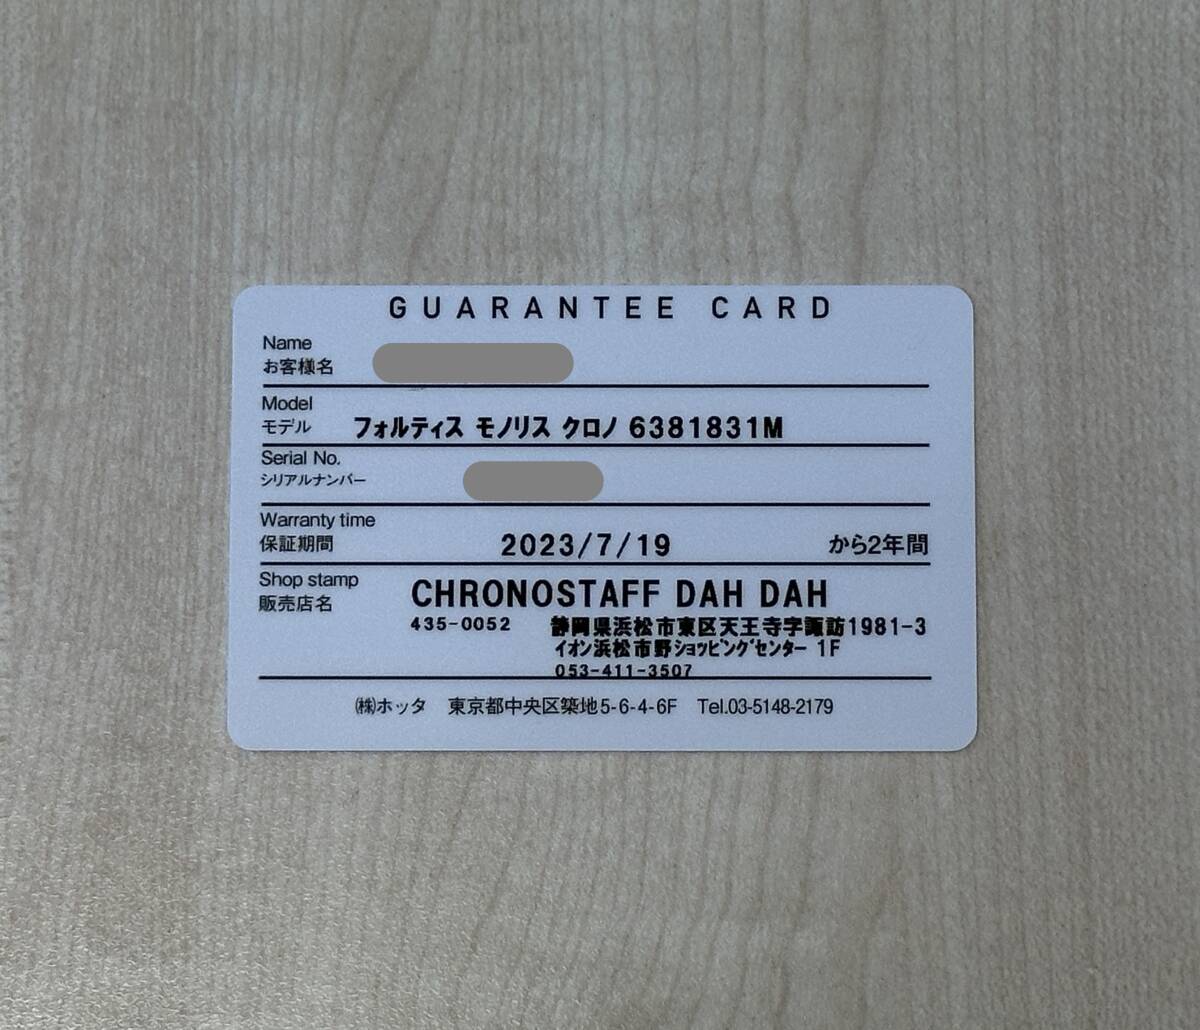 GUARANTEE CARD
Name
お客様名
Model
モデル フォルティス モノリス クロノ 6381831M
Serial No.
シリアルナンバー
Warranty time
保証期間 2023/7/19 から2年間
Shop stamp
販売店名
CHRONOSTAFF DAH DAH
435-0052 静岡県浜松市東区天王寺字諏訪1981-3
イオン浜松市野ショッピングセンター 1F
053-411-3507
㈱ホッタ 東京都中央区築地5-6-4-6F Tel.03-5148-2179